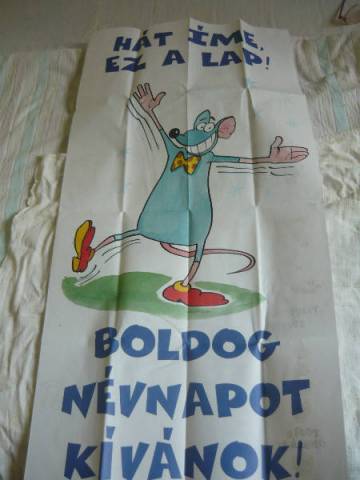 HÁT ÍME,
EZ A LAP!
BOLDOG
NÉVNAPOT
KÍVÁNOK!